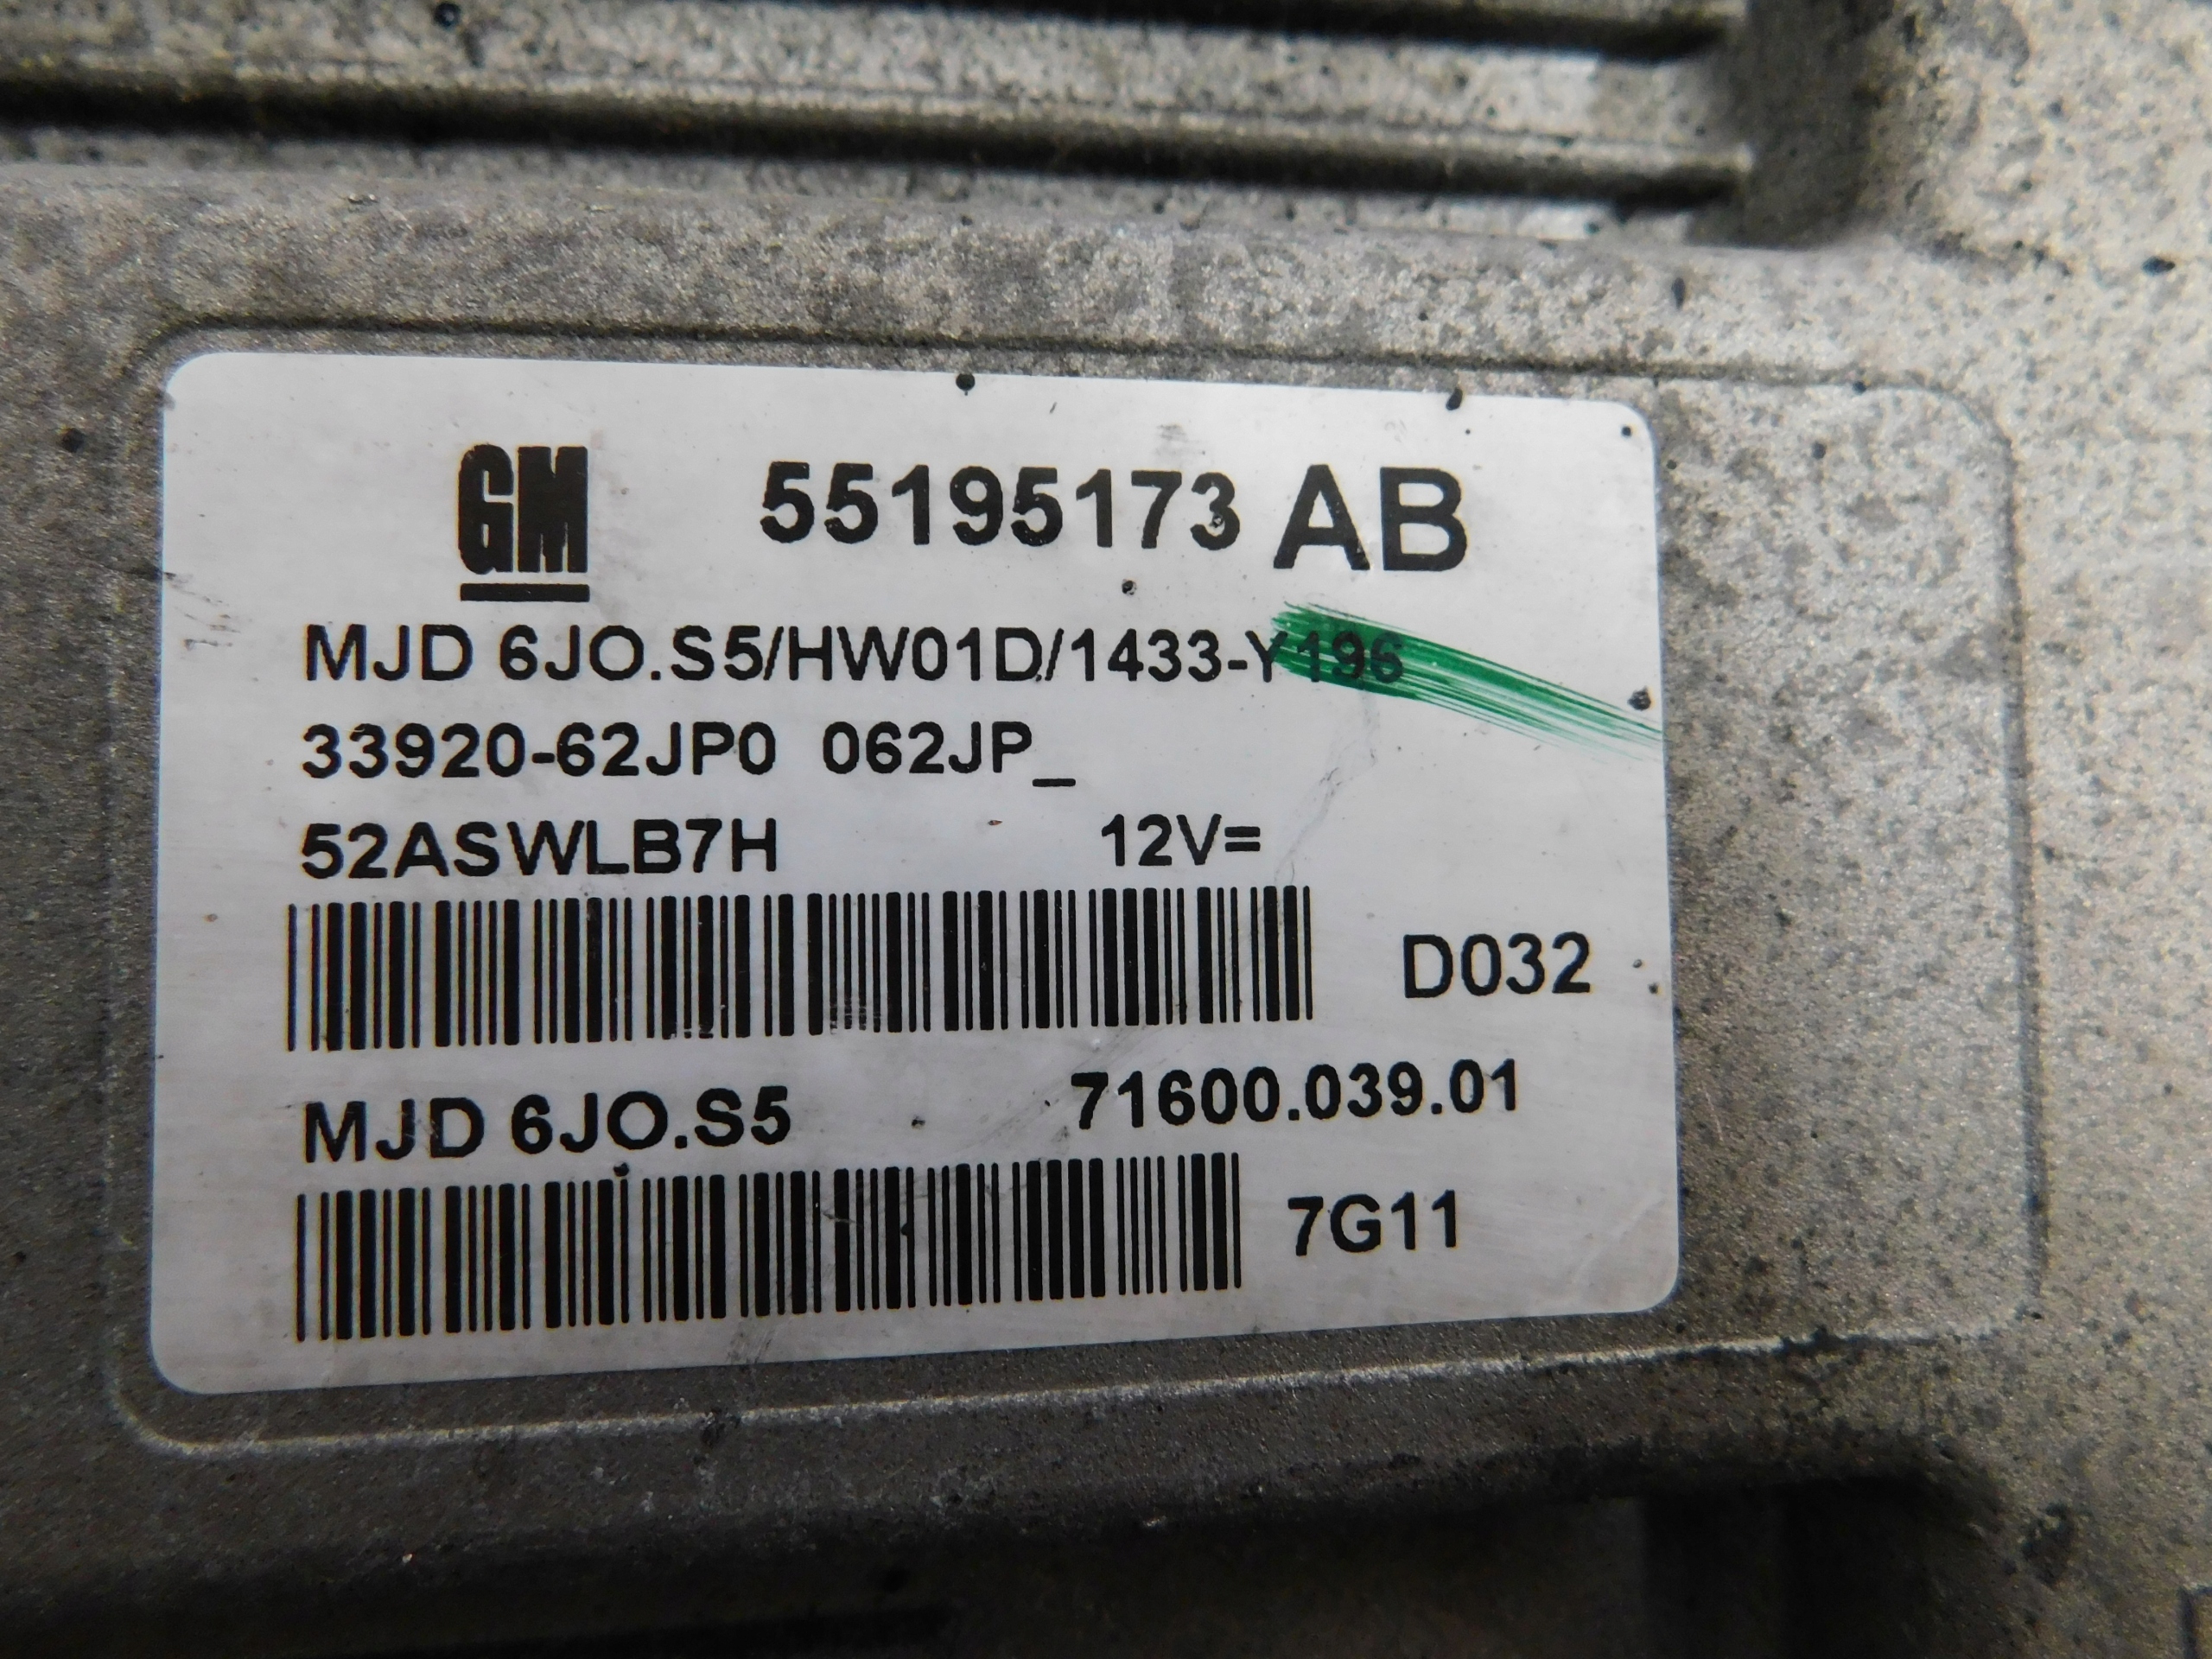 GM 55195173 AB
MJD 6JO.S5/HW01D/1433-Y196
33920-62JP0 062JP_
52ASWLB7H 12V=
D032
MJD 6JO.S5 71600.039.01
7G11